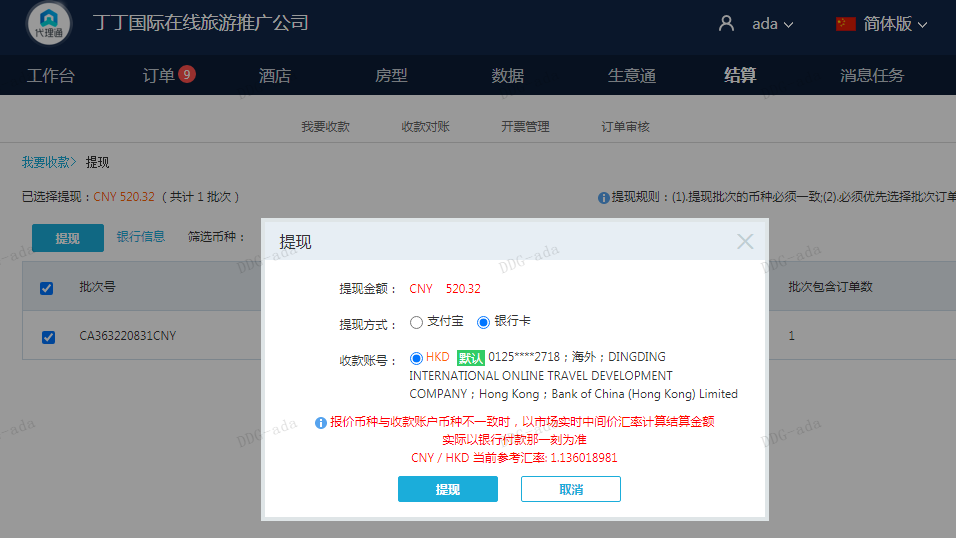 代理通
丁丁国际在线旅游推广公司
ada
简体版
工作台 订单 9 酒店 房型 数据 生意通 结算 消息任务
我要收款 收款对账 开票管理 订单审核
我要收款> 提现
已选择提现：CNY 520.32 （ 共计 1 批次 ）
提现规则：(1).提现批次的币种必须一致;(2).必须优先选择批次订单
提现 银行信息 筛选币种：
批次号 批次包含订单数
CA363220831CNY 1
提现
提现金额： CNY 520.32
提现方式： 支付宝 银行卡
收款账号： HKD 默认 0125****2718；海外；DINGDING
INTERNATIONAL ONLINE TRAVEL DEVELOPMENT
COMPANY；Hong Kong；Bank of China (Hong Kong) Limited
报价币种与收款账户币种不一致时，以市场实时中间价汇率计算结算金额
实际以银行付款那一刻为准
CNY / HKD 当前参考汇率: 1.136018981
提现 取消
DDG-ada
DDG-ada
DDG-ada
DDG-ada
DDG-ada